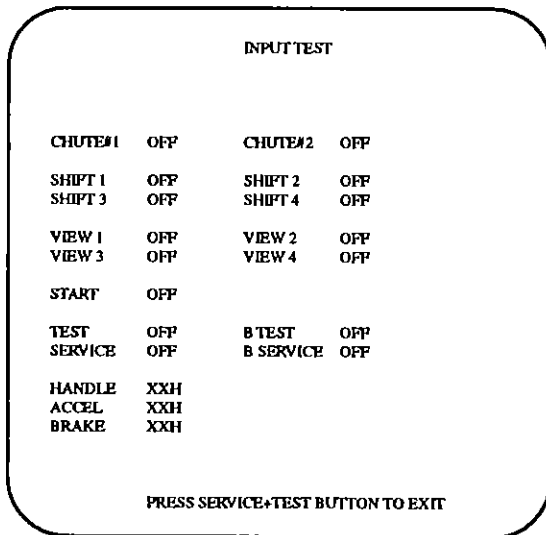 INPUT TEST
CHUTE#1 OFF CHUTE#2 OFF
SHIFT 1 OFF SHIFT 2 OFF
SHIFT 3 OFF SHIFT 4 OFF
VIEW 1 OFF VIEW 2 OFF
VIEW 3 OFF VIEW 4 OFF
START OFF
TEST OFF B TEST OFF
SERVICE OFF B SERVICE OFF
HANDLE XXH
ACCEL XXH
BRAKE XXH
PRESS SERVICE+TEST BUTTON TO EXIT